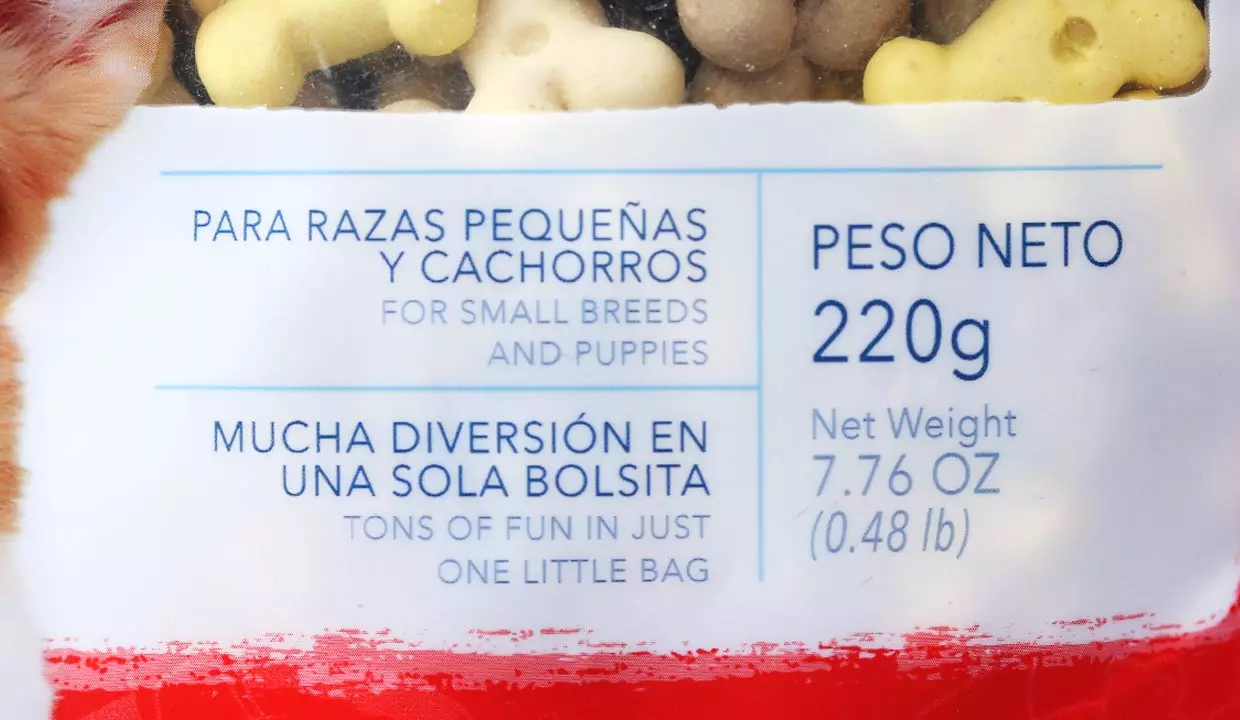 PARA RAZAS PEQUEÑAS
Y CACHORROS
FOR SMALL BREEDS
AND PUPPIES
MUCHA DIVERSIÓN EN
UNA SOLA BOLSITA
TONS OF FUN IN JUST
ONE LITTLE BAG
PESO NETO
220g
Net Weight
7.76 OZ
(0.48 lb)